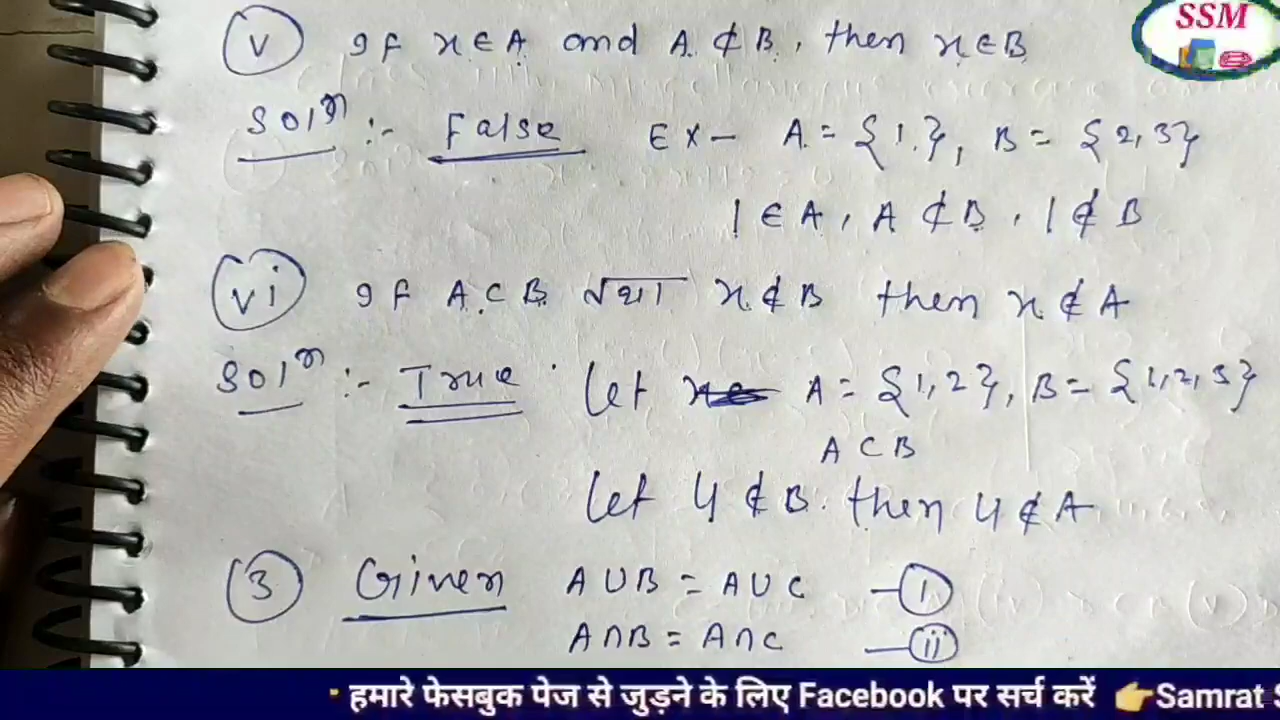 SSM
(v) If x ∈ A and A ⊄ B, then x ∈ B
Solⁿ :- False Ex- A = {1}, B = {2,3}
1 ∈ A, A ⊄ B, 1 ∉ B
(vi) If A ⊂ B तथा x ∉ B then x ∉ A
Solⁿ :- True Let A = {1,2}, B = {1,2,3}
A ⊂ B
Let 4 ∉ B then 4 ∉ A
(3) Given A∪B = A∪C —(i)
A∩B = A∩C —(ii)
हमारे फेसबुक पेज से जुड़ने के लिए Facebook पर सर्च करें 👉Samrat S